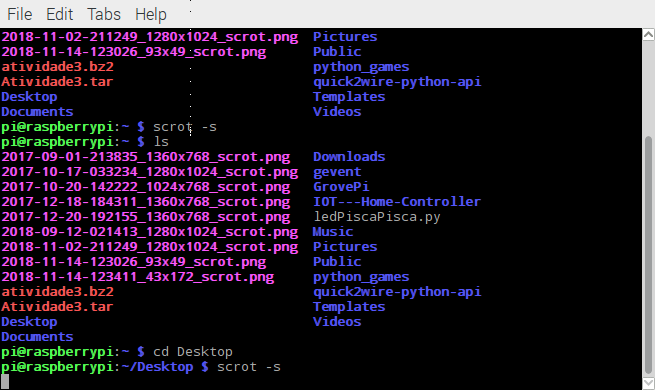 File Edit Tabs Help
2018-11-02-211249_1280x1024_scrot.png Pictures
2018-11-14-123026_93x49_scrot.png Public
atividade3.bz2 python_games
Atividade3.tar quick2wire-python-api
Desktop Templates
Documents Videos
pi@raspberrypi:~ $ scrot -s
pi@raspberrypi:~ $ ls
2017-09-01-213835_1360x768_scrot.png Downloads
2017-10-17-033234_1280x1024_scrot.png gevent
2017-10-20-142222_1024x768_scrot.png GrovePi
2017-12-18-184311_1360x768_scrot.png IOT---Home-Controller
2017-12-20-192155_1360x768_scrot.png ledPiscaPisca.py
2018-09-12-021413_1280x1024_scrot.png Music
2018-11-02-211249_1280x1024_scrot.png Pictures
2018-11-14-123026_93x49_scrot.png Public
2018-11-14-123411_43x172_scrot.png python_games
atividade3.bz2 quick2wire-python-api
Atividade3.tar Templates
Desktop Videos
Documents
pi@raspberrypi:~ $ cd Desktop
pi@raspberrypi:~/Desktop $ scrot -s